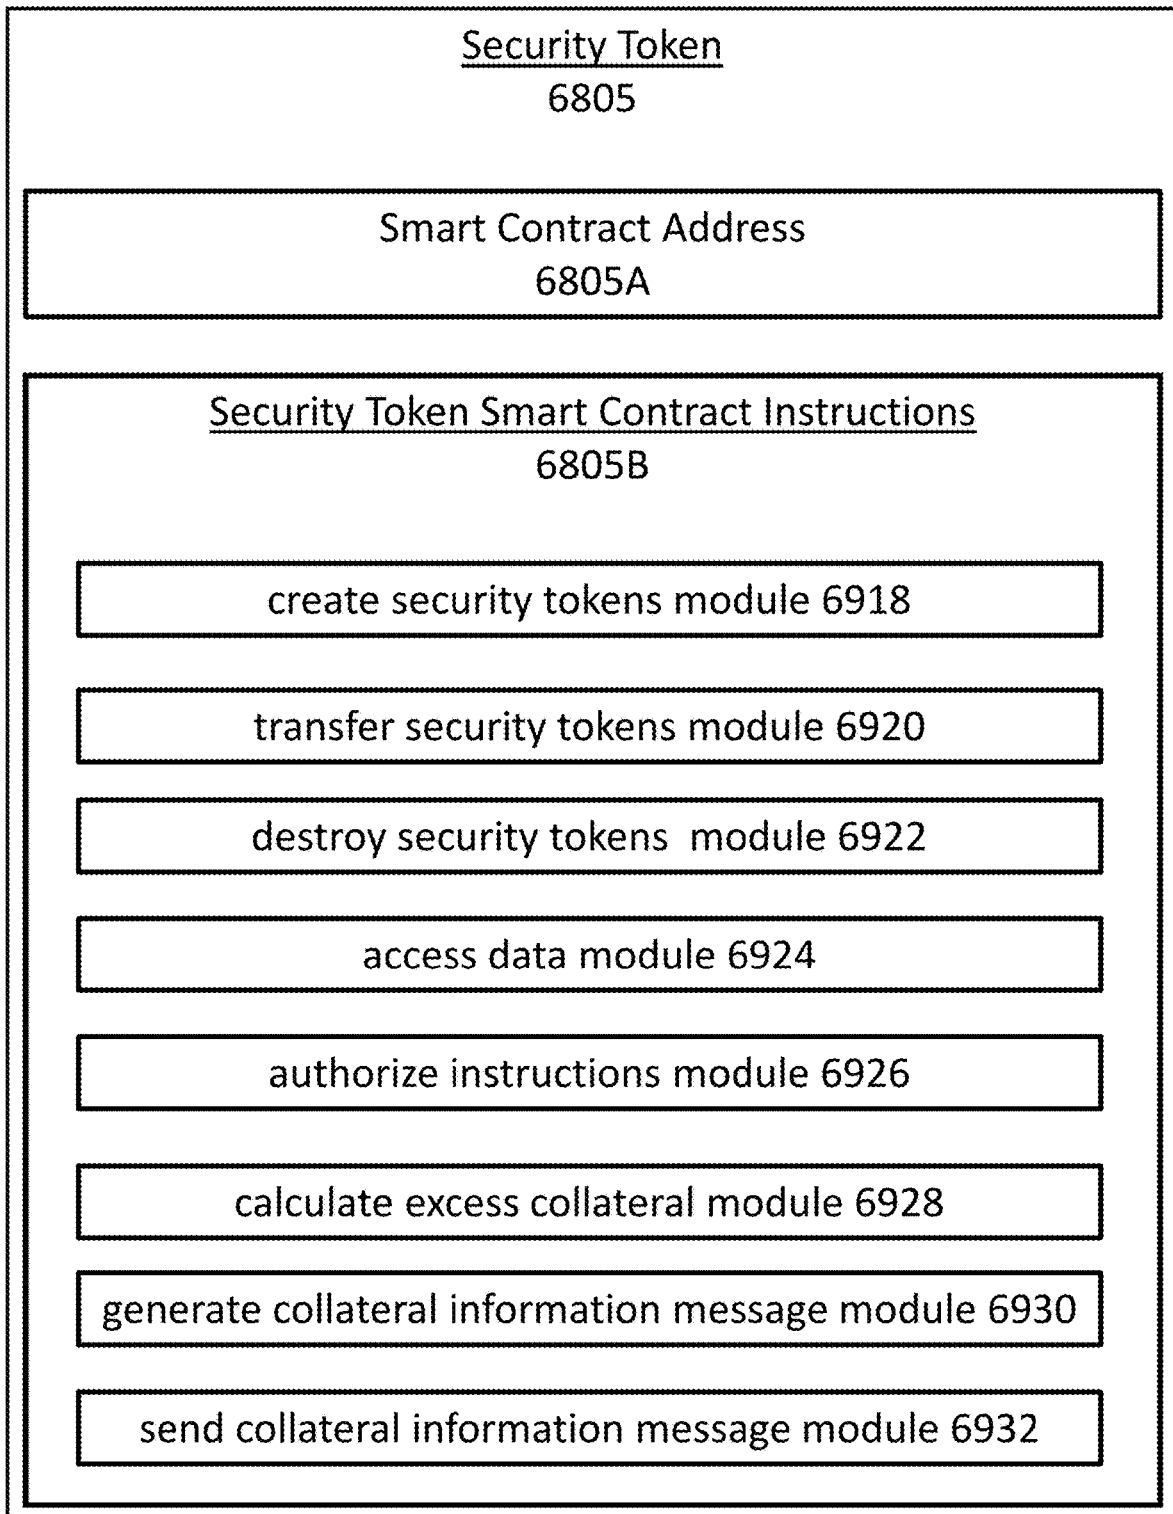 Security Token
6805
Smart Contract Address
6805A
Security Token Smart Contract Instructions
6805B
create security tokens module 6918
transfer security tokens module 6920
destroy security tokens  module 6922
access data module 6924
authorize instructions module 6926
calculate excess collateral module 6928
generate collateral information message module 6930
send collateral information message module 6932